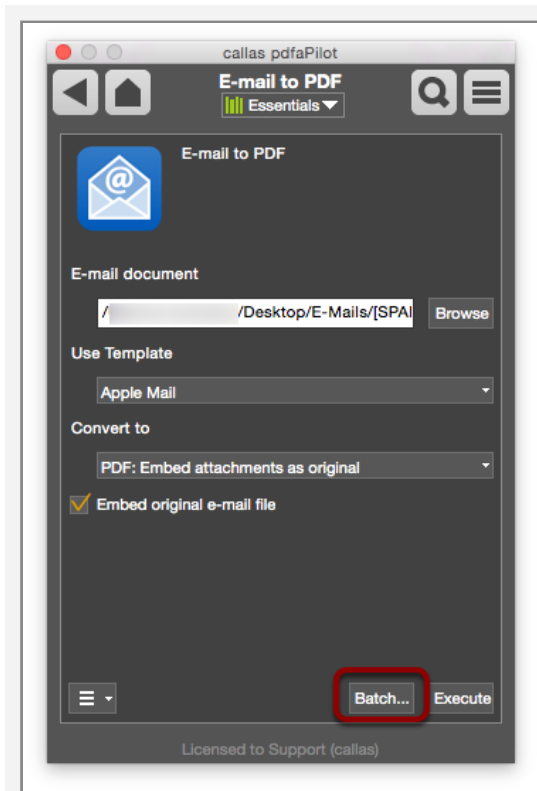 callas pdfaPilot
E-mail to PDF
Essentials
E-mail to PDF
E-mail document
/ /Desktop/E-Mails/[SPAI
Browse
Use Template
Apple Mail
Convert to
PDF: Embed attachments as original
Embed original e-mail file
Batch... Execute
Licensed to Support (callas)